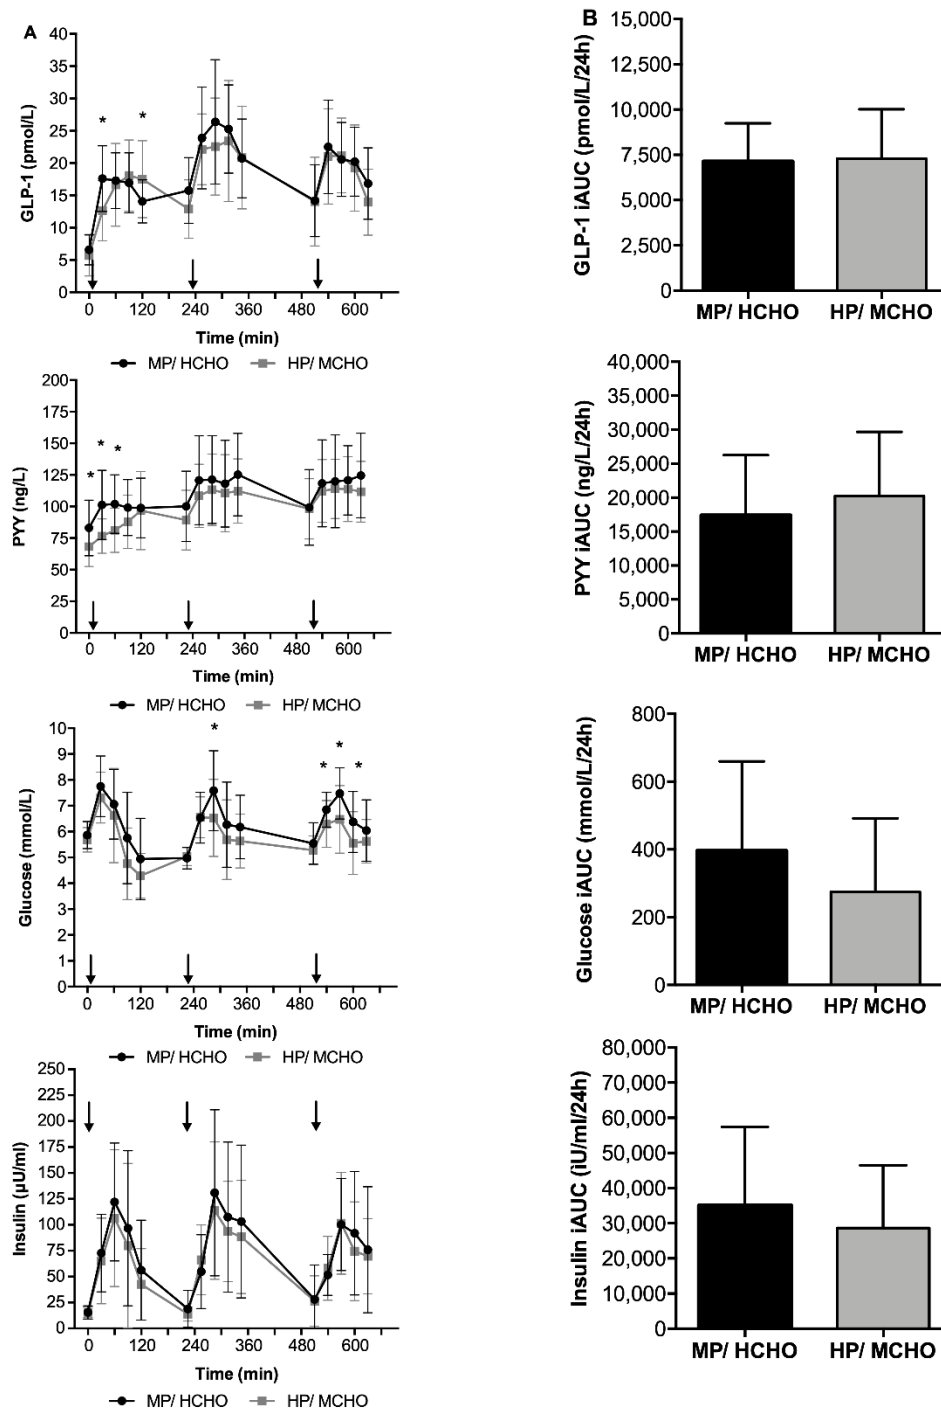 A
GLP-1 (pmol/L)
40
35
30
25
20
15
10
5
0
* *
0 120 240 360 480 600
Time (min)
MP/ HCHO HP/ MCHO
PYY (ng/L)
200
175
150
125
100
75
50
25
0
* * *
0 120 240 360 480 600
Time (min)
MP/ HCHO HP/ MCHO
Glucose (mmol/L)
10
9
8
7
6
5
4
3
2
1
0
* * * *
0 120 240 360 480 600
Time (min)
MP/ HCHO HP/ MCHO
Insulin (µU/ml)
250
225
200
175
150
125
100
75
50
25
0
0 120 240 360 480 600
Time (min)
MP/ HCHO HP/ MCHO
B
GLP-1 iAUC (pmol/L/24h)
15,000
12,500
10,000
7,500
5,000
2,500
0
MP/ HCHO HP/ MCHO
PYY iAUC (ng/L/24h)
40,000
35,000
30,000
25,000
20,000
15,000
10,000
5,000
0
MP/ HCHO HP/ MCHO
Glucose iAUC (mmol/L/24h)
800
600
400
200
0
MP/ HCHO HP/ MCHO
Insulin iAUC (iU/ml/24h)
80,000
70,000
60,000
50,000
40,000
30,000
20,000
10,000
0
MP/ HCHO HP/ MCHO